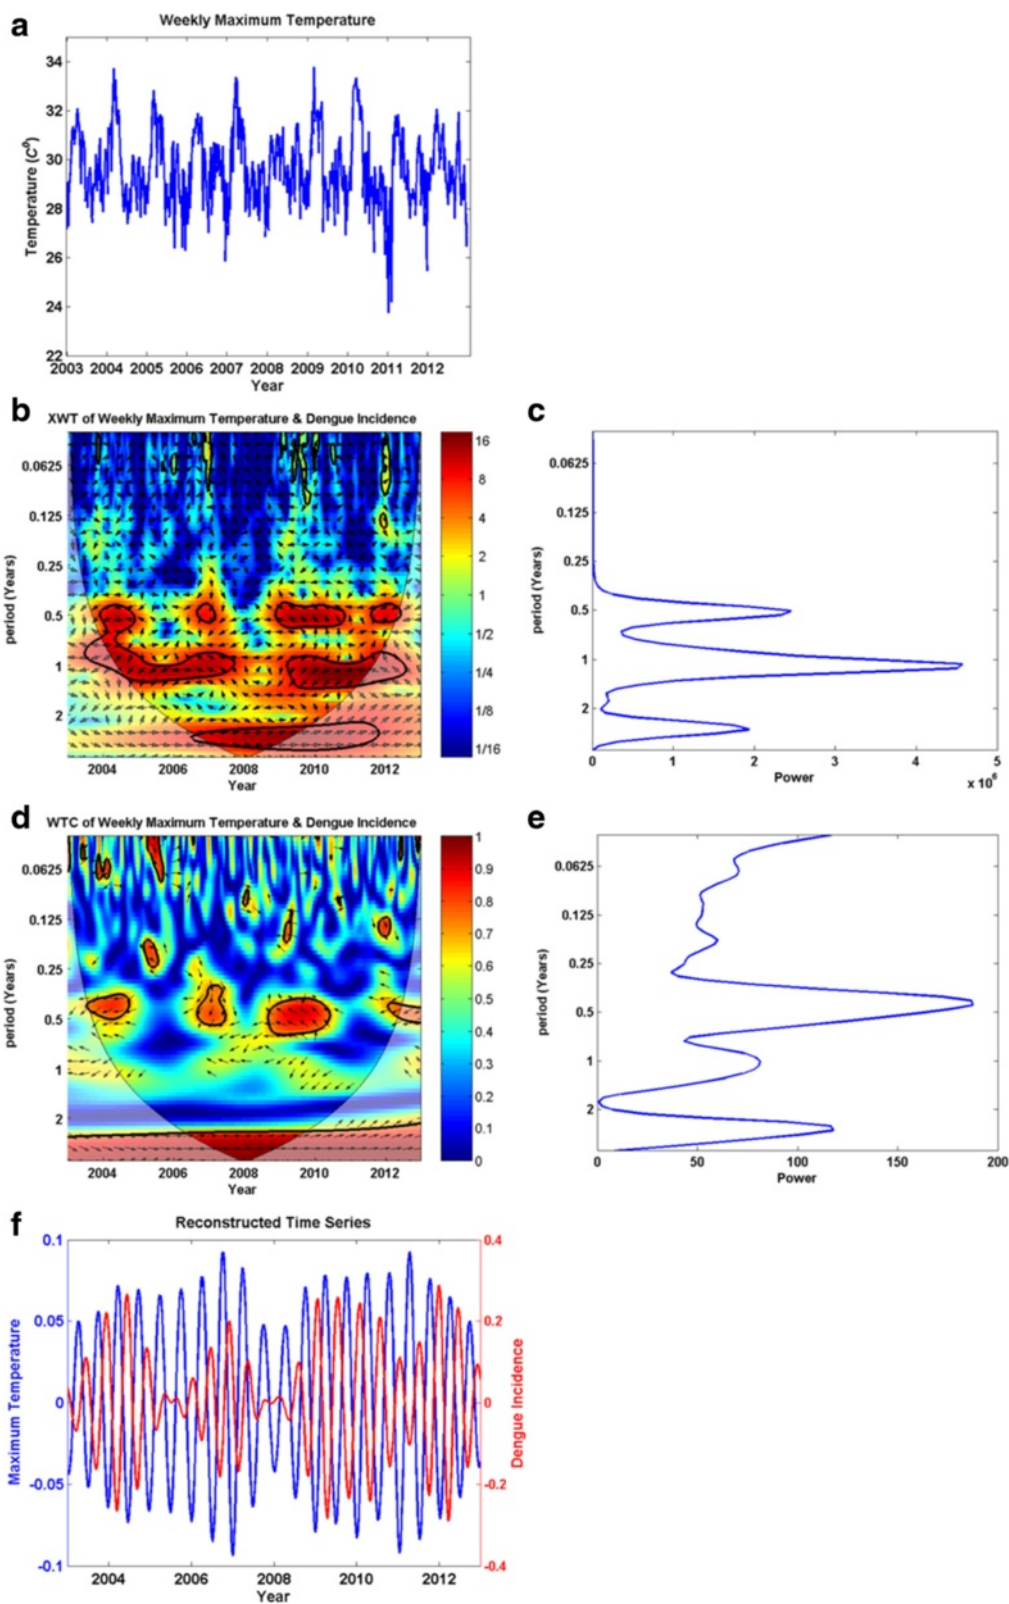 a
Weekly Maximum Temperature
34
32
30
28
26
24
22
Temperature (C⁰)
2003 2004 2005 2006 2007 2008 2009 2010 2011 2012
Year
b
XWT of Weekly Maximum Temperature & Dengue Incidence
0.0625
0.125
0.25
0.5
1
2
period (Years)
2004 2006 2008 2010 2012
Year
16
8
4
2
1
1/2
1/4
1/8
1/16
c
0.0625
0.125
0.25
0.5
1
2
period (Years)
0 1 2 3 4 5
Power
x 10⁶
d
WTC of Weekly Maximum Temperature & Dengue Incidence
0.0625
0.125
0.25
0.5
1
2
period (Years)
2004 2006 2008 2010 2012
Year
1
0.9
0.8
0.7
0.6
0.5
0.4
0.3
0.2
0.1
0
e
0.0625
0.125
0.25
0.5
1
2
period (Years)
0 50 100 150 200
Power
f
Reconstructed Time Series
0.1
0.05
0
-0.05
-0.1
Maximum Temperature
2004 2006 2008 2010 2012
Year
0.4
0.2
0
-0.2
-0.4
Dengue Incidence